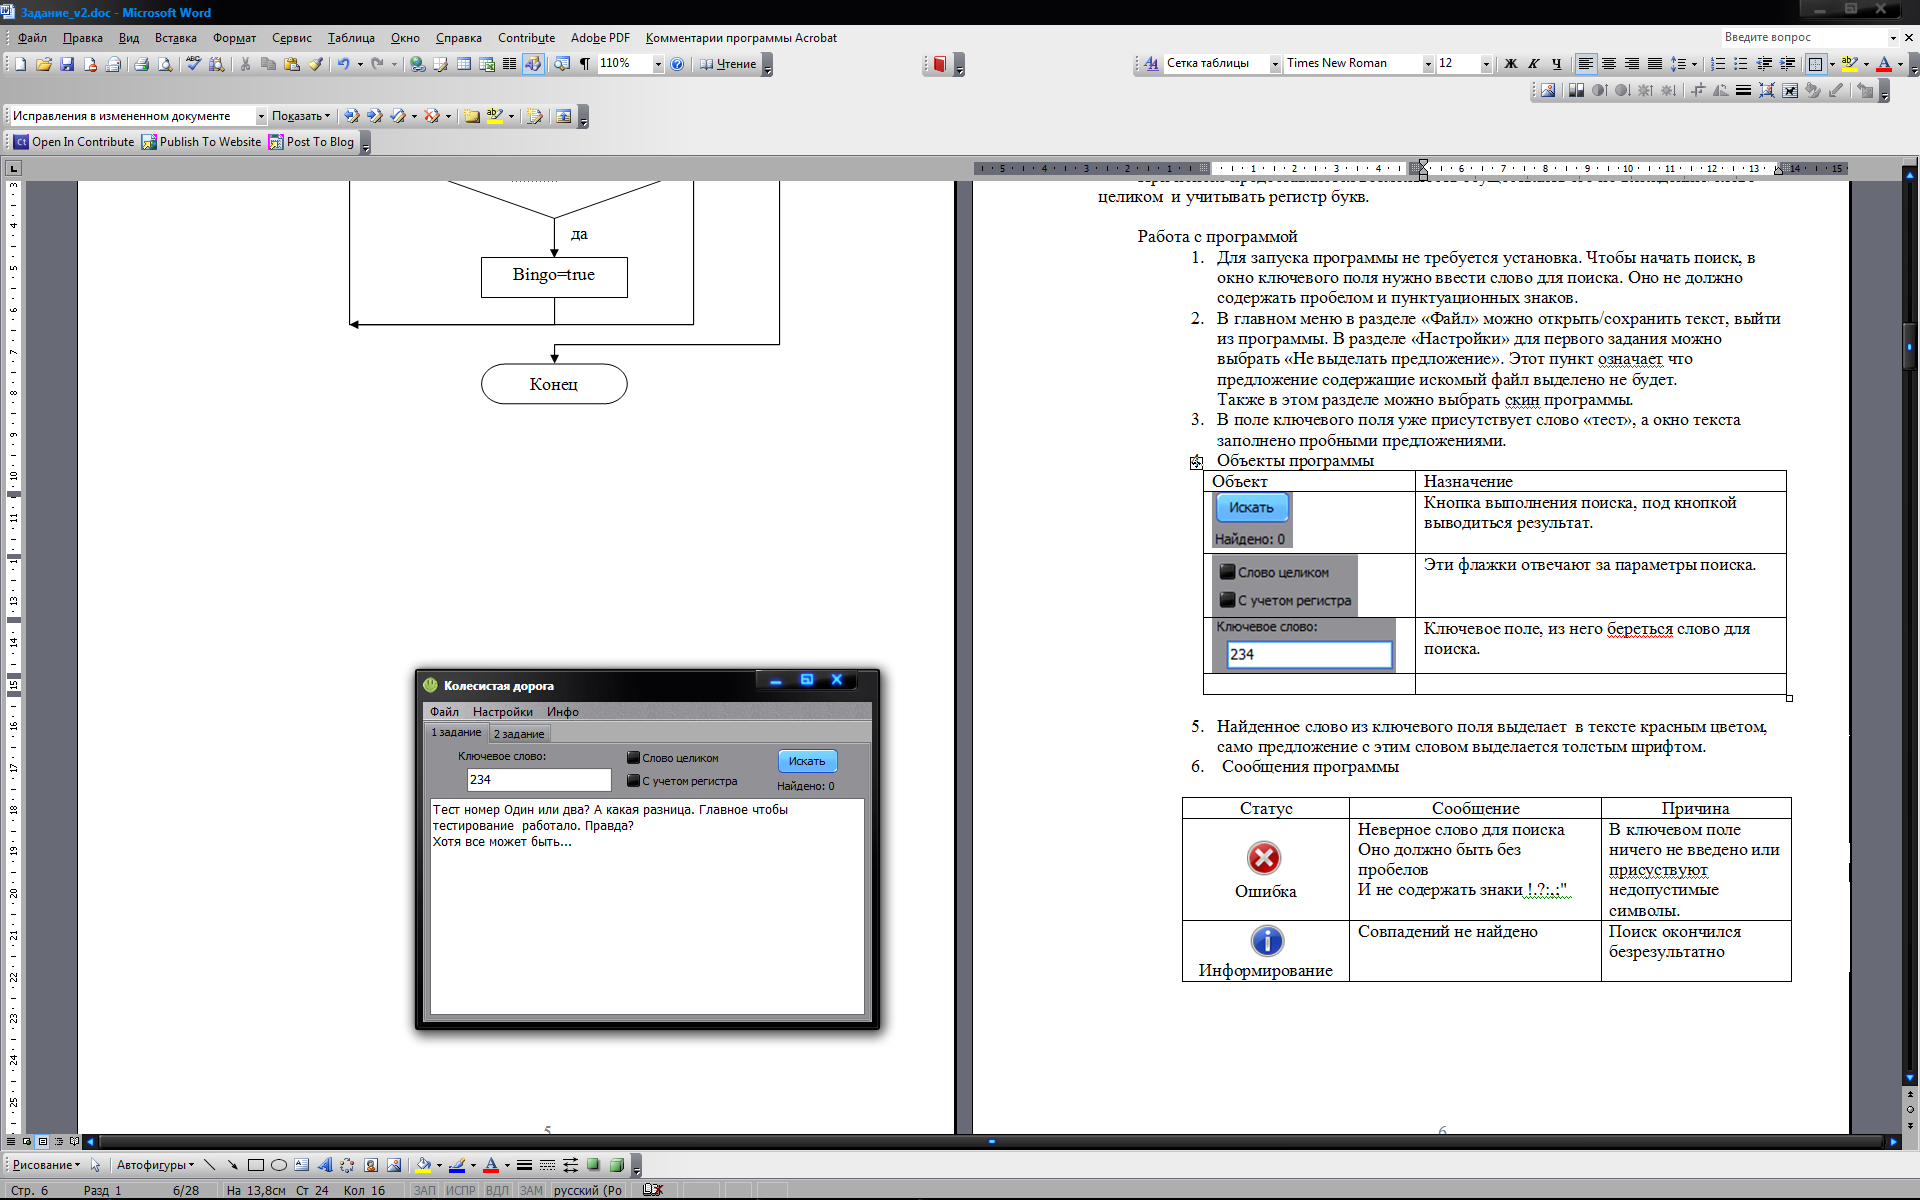 Задание_v2.doc - Microsoft Word
Файл Правка Вид Вставка Формат Сервис Таблица Окно Справка Contribute Adobe PDF Комментарии программы Acrobat
Введите вопрос
110% Чтение
Сетка таблицы Times New Roman 12 Ж К Ч
Исправления в измененном документе Показать
Open In Contribute Publish To Website Post To Blog
да
Bingo=true
Конец
5
Колесистая дорога
Файл Настройки Инфо
1 задание 2 задание
Ключевое слово:
234
Слово целиком
С учетом регистра
Искать
Найдено: 0
Тест номер Один или два? А какая разница. Главное чтобы
тестирование работало. Правда?
Хотя все может быть...
целиком и учитывать регистр букв.
Работа с программой
1. Для запуска программы не требуется установка. Чтобы начать поиск, в
окно ключевого поля нужно ввести слово для поиска. Оно не должно
содержать пробелом и пунктуационных знаков.
2. В главном меню в разделе «Файл» можно открыть/сохранить текст, выйти
из программы. В разделе «Настройки» для первого задания можно
выбрать «Не выделать предложение». Этот пункт означает что
предложение содержащие искомый файл выделено не будет.
Также в этом разделе можно выбрать скин программы.
3. В поле ключевого поля уже присутствует слово «тест», а окно текста
заполнено пробными предложениями.
Объекты программы
Объект Назначение
Искать
Найдено: 0
Кнопка выполнения поиска, под кнопкой
выводиться результат.
Слово целиком
С учетом регистра
Эти флажки отвечают за параметры поиска.
Ключевое слово:
234
Ключевое поле, из него береться слово для
поиска.
5. Найденное слово из ключевого поля выделает в тексте красным цветом,
само предложение с этим словом выделается толстым шрифтом.
6. Сообщения программы
Статус Сообщение Причина
Ошибка
Неверное слово для поиска
Оно должно быть без
пробелов
И не содержать знаки !.?:,;"
В ключевом поле
ничего не введено или
присуствуют
недопустимые
символы.
Информирование
Совпадений не найдено
Поиск окончился
безрезультатно
6
Рисование Автофигуры
Стр. 6 Разд 1 6/28 На 13,8см Ст 24 Кол 16 ЗАП ИСПР ВДЛ ЗАМ русский (Ро